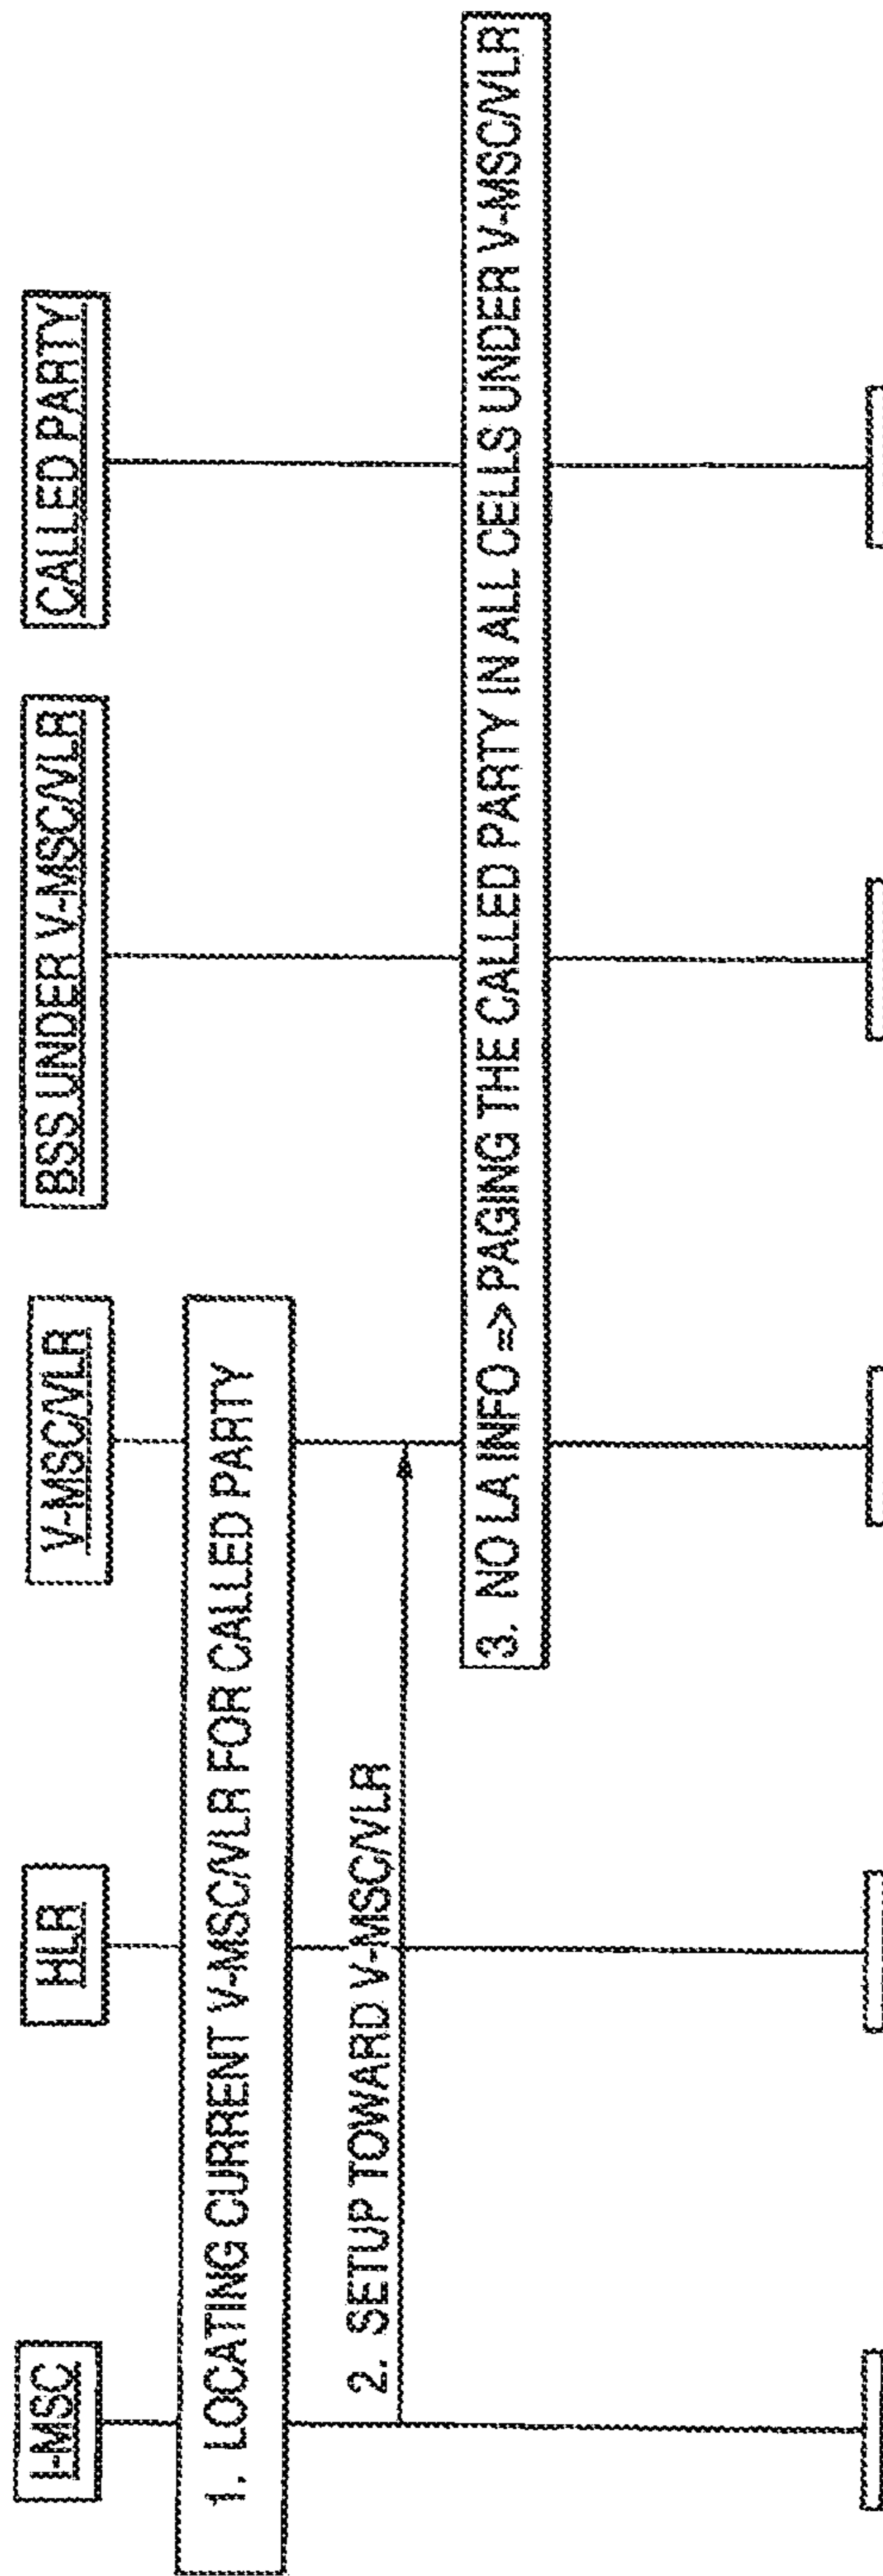 I-MSC
HLR
V-MSC/VLR
BSS UNDER V-MSC/VLR
CALLED PARTY
1. LOCATING CURRENT V-MSC/VLR FOR CALLED PARTY
2. SETUP TOWARD V-MSC/VLR
3. NO LA INFO => PAGING THE CALLED PARTY IN ALL CELLS UNDER V-MSC/VLR